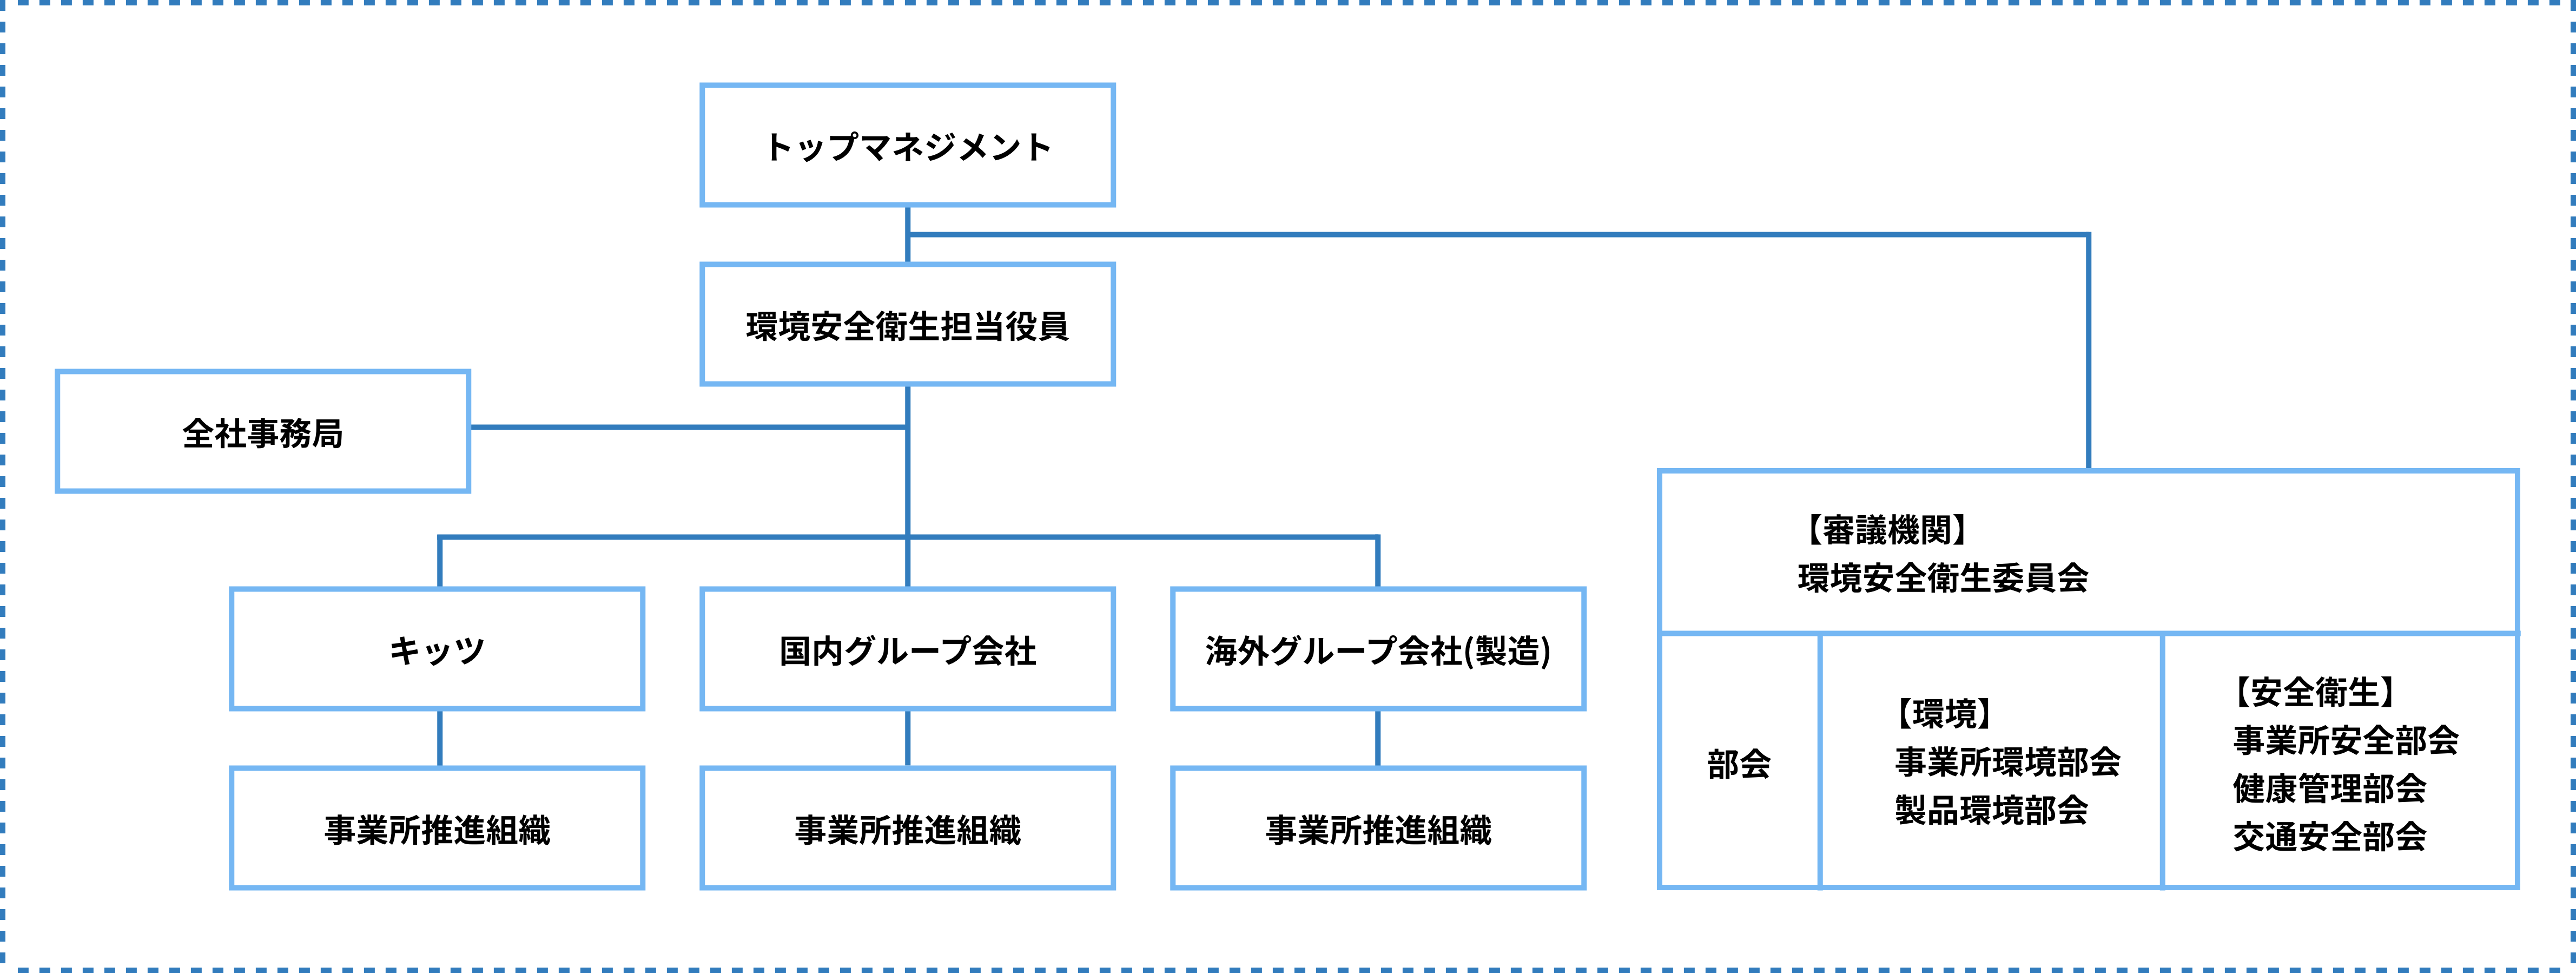 トップマネジメント
環境安全衛生担当役員
全社事務局
キッツ
国内グループ会社
海外グループ会社(製造)
事業所推進組織
事業所推進組織
事業所推進組織
【審議機関】
環境安全衛生委員会
部会
【環境】
事業所環境部会
製品環境部会
【安全衛生】
事業所安全部会
健康管理部会
交通安全部会